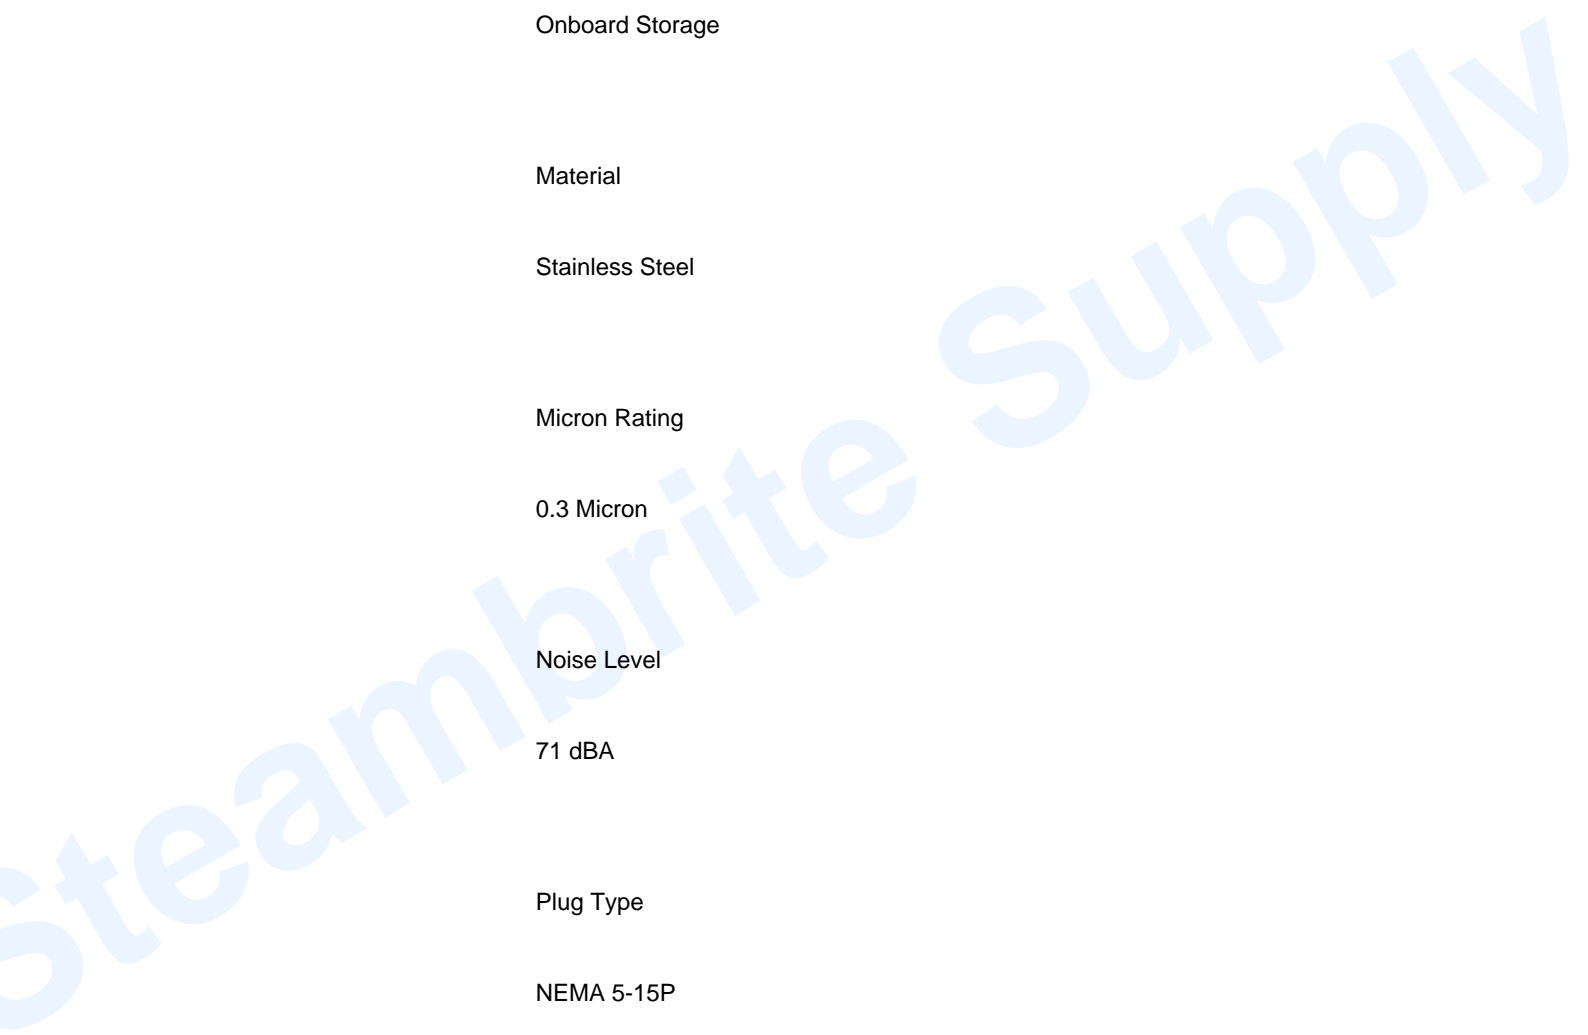 Onboard Storage
Material
Stainless Steel
Micron Rating
0.3 Micron
Noise Level
71 dBA
Plug Type
NEMA 5-15P
Steambrite Supply